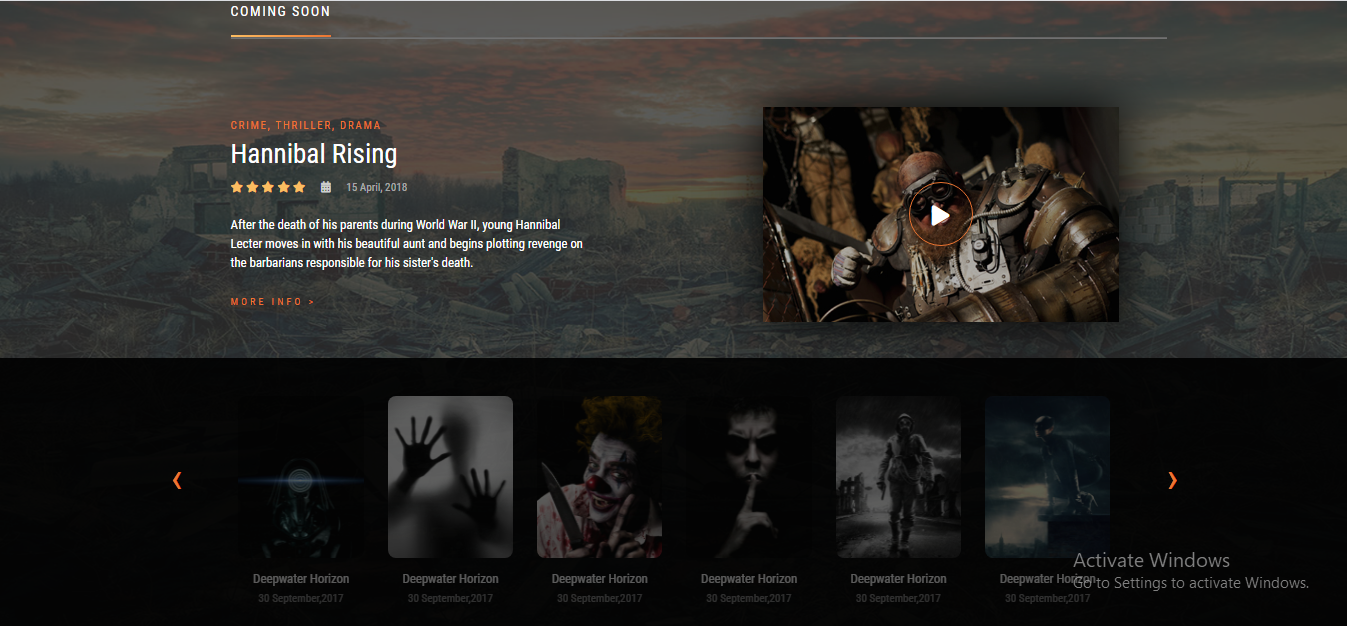 COMING SOON
CRIME, THRILLER, DRAMA
Hannibal Rising
15 April, 2018
After the death of his parents during World War II, young Hannibal
Lecter moves in with his beautiful aunt and begins plotting revenge on
the barbarians responsible for his sister's death.
MORE INFO >
Deepwater Horizon
30 September,2017
Deepwater Horizon
30 September,2017
Deepwater Horizon
30 September,2017
Deepwater Horizon
30 September,2017
Deepwater Horizon
30 September,2017
Deepwater Horizon
30 September,2017
Activate Windows
Go to Settings to activate Windows.